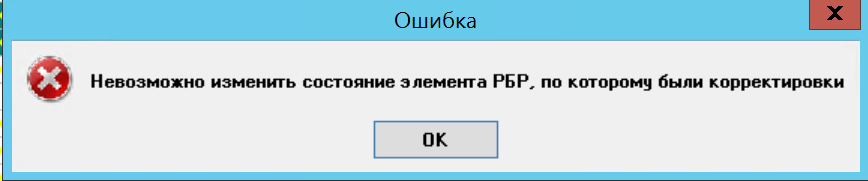 Ошибка
Невозможно изменить состояние элемента РБР, по которому были корректировки
OK